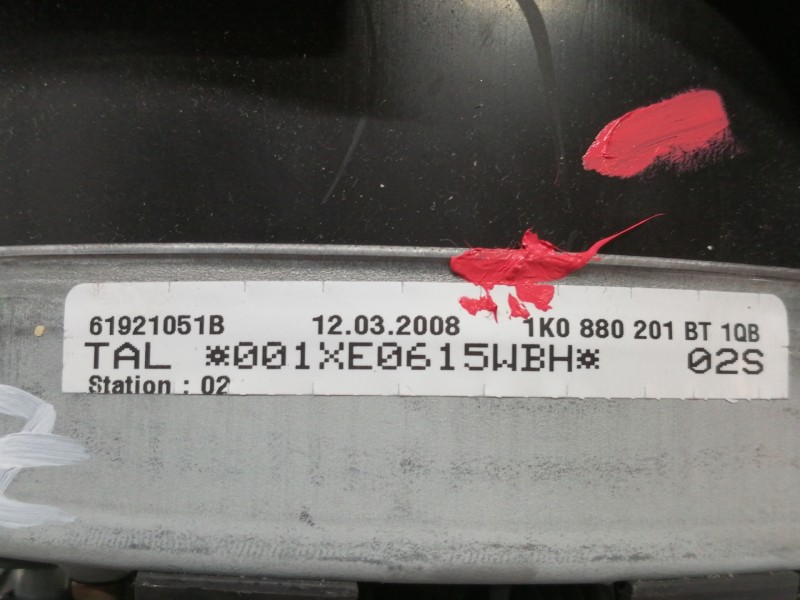 61921051B 12.03.2008 1K0 880 201 BT 1QB
TAL *001XE0615WBH* 02S
Station : 02